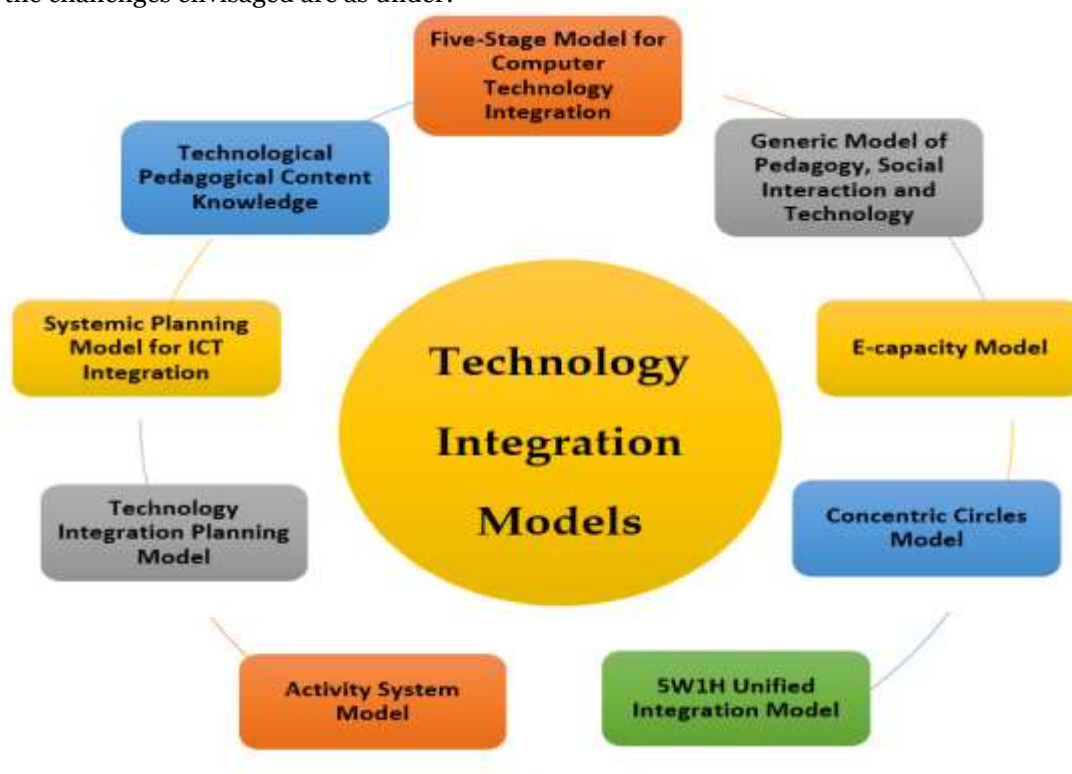 the challenges envisaged are as under:
Five-Stage Model for
Computer
Technology
Integration
Generic Model of
Pedagogy, Social
Interaction and
Technology
E-capacity Model
Concentric Circles
Model
5W1H Unified
Integration Model
Activity System
Model
Technology
Integration Planning
Model
Systemic Planning
Model for ICT
Integration
Technological
Pedagogical Content
Knowledge
Technology
Integration
Models